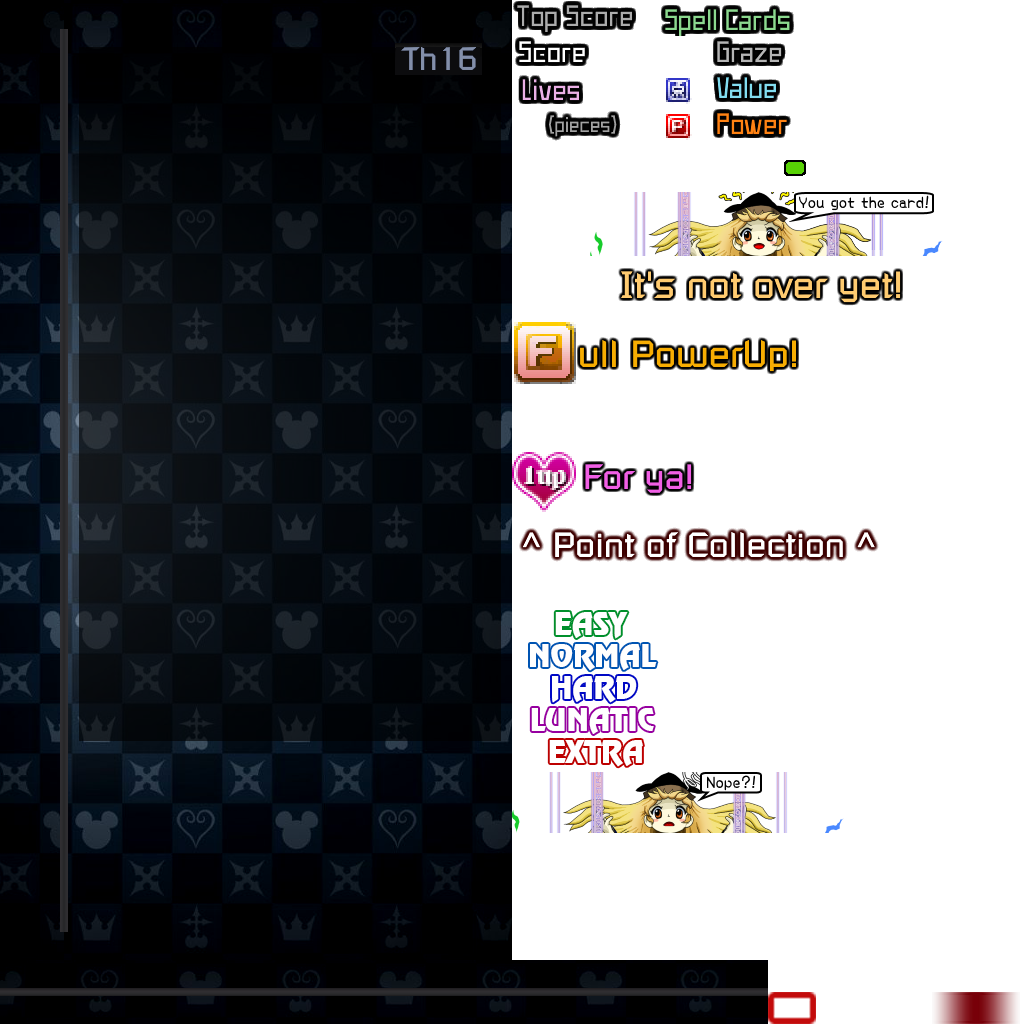 Th16
Top Score
Spell Cards
Score
Graze
Lives
Value
(pieces)
P
Power
You got the card!
It's not over yet!
Full PowerUp!
1up For ya!
^ Point of Collection ^
EASY
NORMAL
HARD
LUNATIC
EXTRA
Nope?!